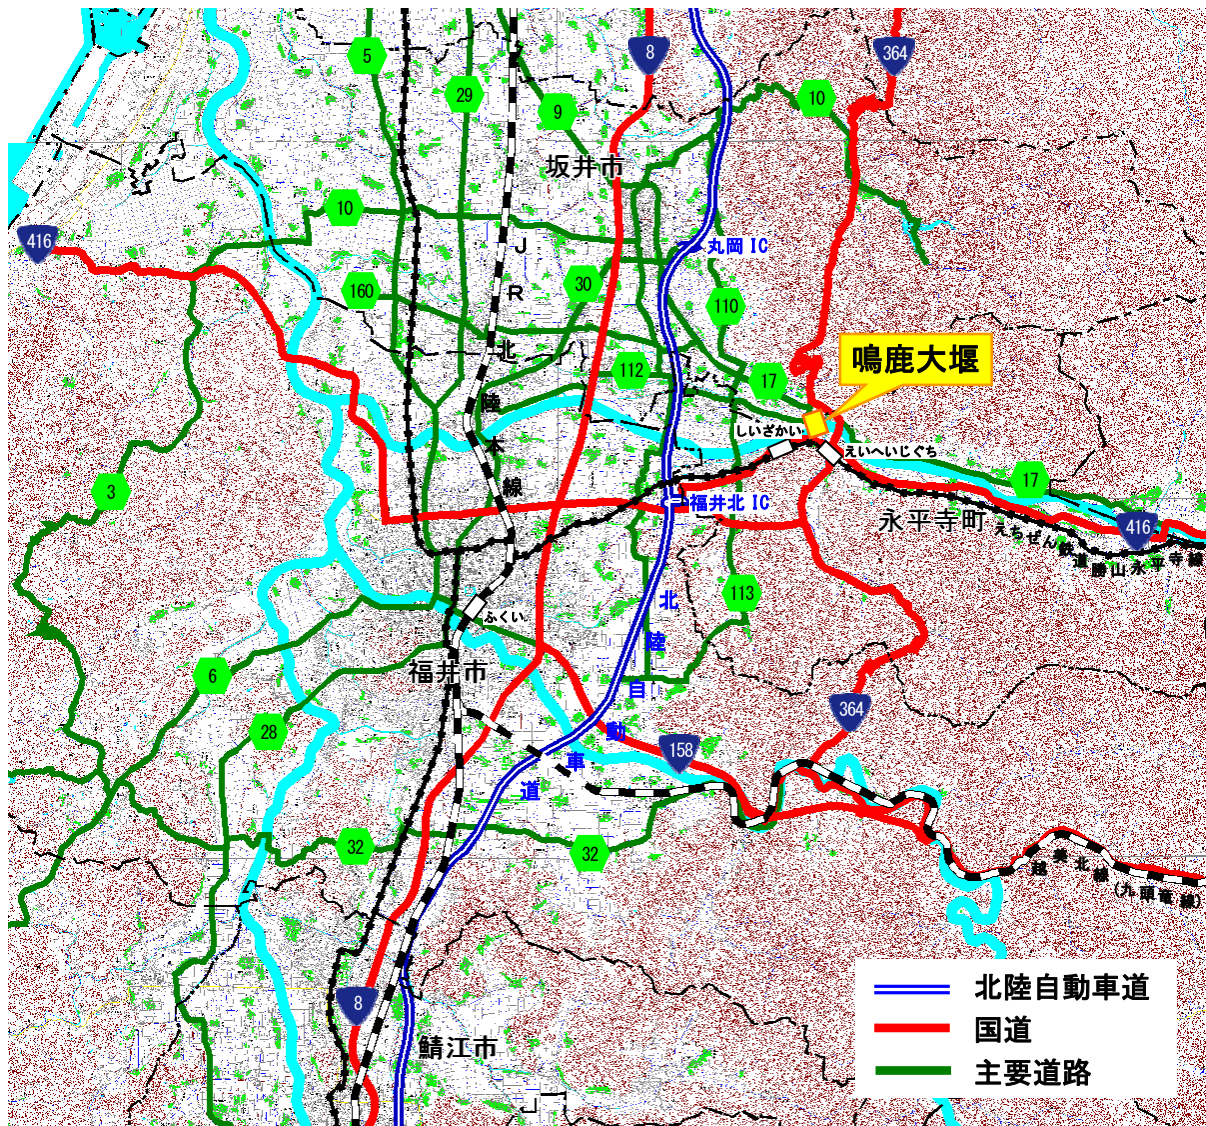 5
8
364
29
10
9
坂井市
10
416
丸岡 IC
JR北陸本線
160
30
110
鳴鹿大堰
112
17
しいざかい
えいへいじぐち
3
17
福井北 IC
永平寺町
416
えちぜん鉄道勝山永平寺線
113
北陸自動車道
ふくい
福井市
6
364
28
158
32
32
越美北線(九頭竜線)
8
鯖江市
北陸自動車道
国道
主要道路